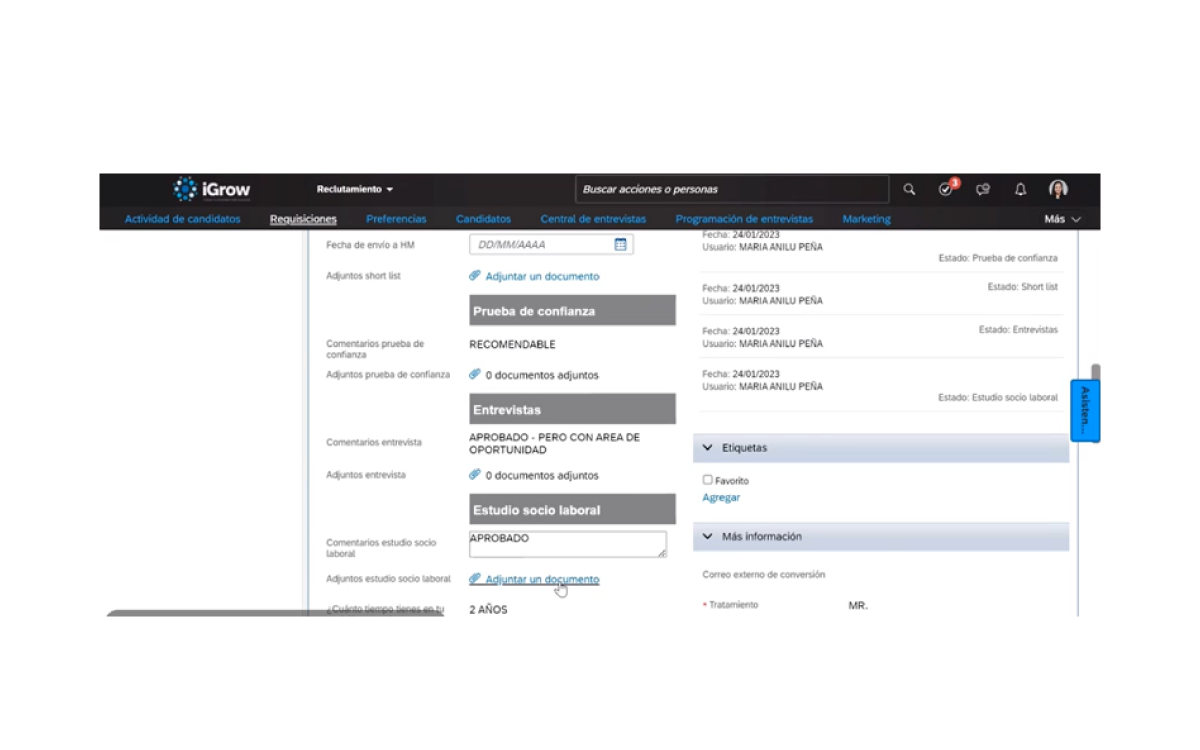 iGrow
Reclutamiento
Buscar acciones o personas
3
Actividad de candidatos
Requisiciones
Preferencias
Candidatos
Central de entrevistas
Programación de entrevistas
Marketing
Más
Fecha de envío a HM
DD/MM/AAAA
Adjuntos short list
Adjuntar un documento
Prueba de confianza
Comentarios prueba de
confianza
RECOMENDABLE
Adjuntos prueba de confianza
0 documentos adjuntos
Entrevistas
Comentarios entrevista
APROBADO - PERO CON AREA DE
OPORTUNIDAD
Adjuntos entrevista
0 documentos adjuntos
Estudio socio laboral
Comentarios estudio socio
laboral
APROBADO
Adjuntos estudio socio laboral
Adjuntar un documento
¿Cuánto tiempo tienes en tu
2 AÑOS
Fecha: 24/01/2023
Usuario: MARIA ANILU PEÑA
Estado: Prueba de confianza
Fecha: 24/01/2023
Usuario: MARIA ANILU PEÑA
Estado: Short list
Fecha: 24/01/2023
Usuario: MARIA ANILU PEÑA
Estado: Entrevistas
Fecha: 24/01/2023
Usuario: MARIA ANILU PEÑA
Estado: Estudio socio laboral
Etiquetas
Favorito
Agregar
Más información
Correo externo de conversión
* Tratamiento
MR.
Asisten...